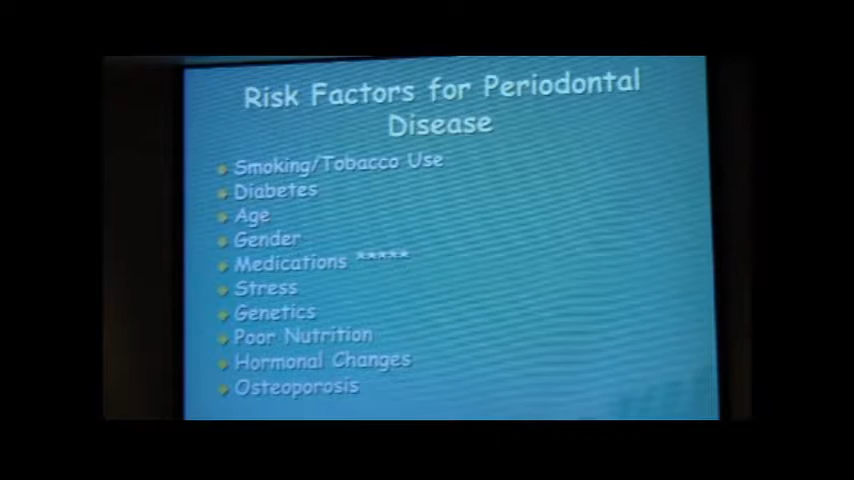 Risk Factors for Periodontal
Disease
Smoking/Tobacco Use
Diabetes
Age
Gender
Medications *****
Stress
Genetics
Poor Nutrition
Hormonal Changes
Osteoporosis